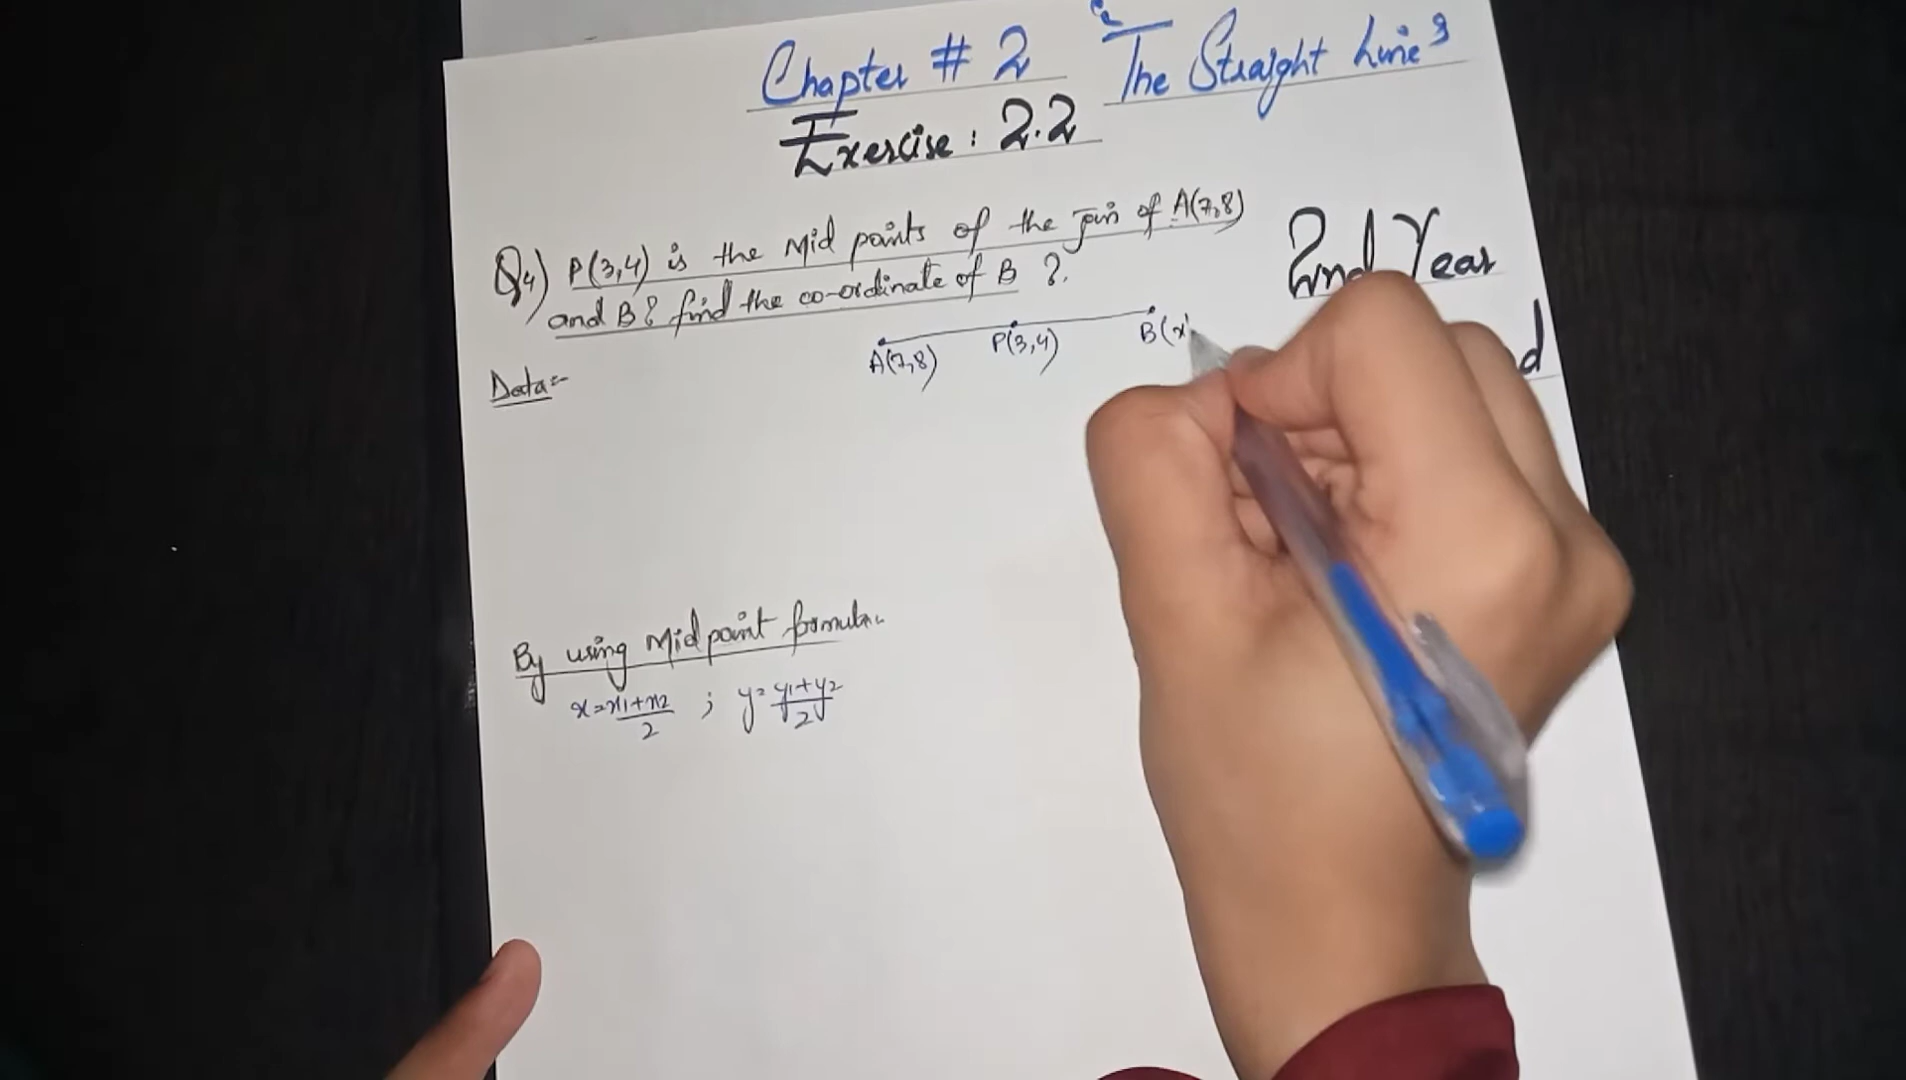 Chapter # 2 The Straight Line
Exercise: 2.2
Q4) P(3,4) is the Mid points of the join of A(7,8)
and B? find the co-ordinate of B ?.
2nd Year
A(7,8) P(3,4) B(x
Data:-
By using Mid point formula:-
x=x1+x2/2 ; y=y1+y2/2